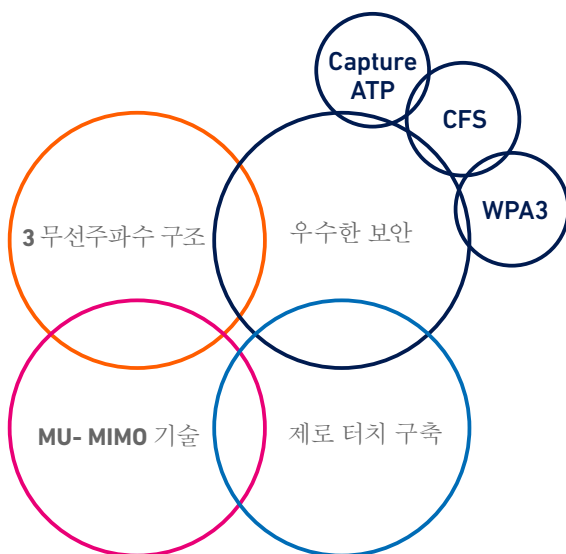 Capture
ATP
CFS
WPA3
3 무선주파수 구조
우수한 보안
MU- MIMO 기술
제로 터치 구축